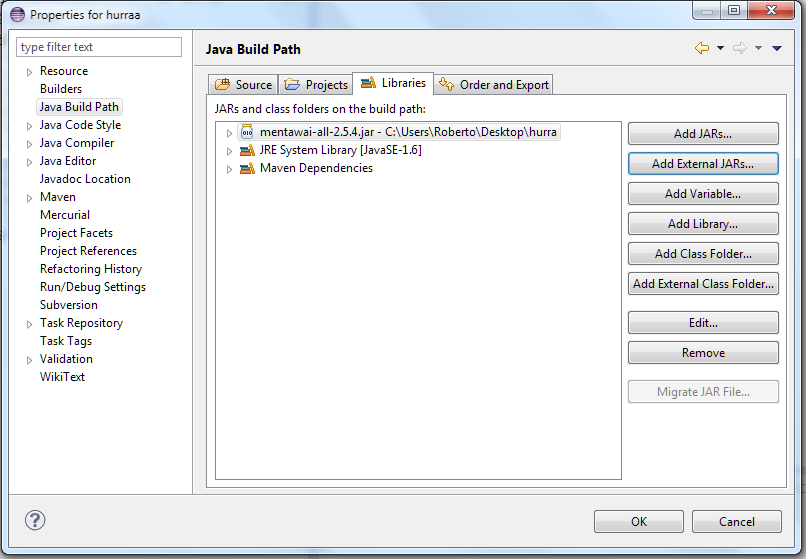 Properties for hurraa
type filter text
Resource
Builders
Java Build Path
Java Code Style
Java Compiler
Java Editor
Javadoc Location
Maven
Mercurial
Project Facets
Project References
Refactoring History
Run/Debug Settings
Subversion
Task Repository
Task Tags
Validation
WikiText
Java Build Path
Source Projects Libraries Order and Export
JARs and class folders on the build path:
mentawai-all-2.5.4.jar - C:\Users\Roberto\Desktop\hurra
JRE System Library [JavaSE-1.6]
Maven Dependencies
Add JARs...
Add External JARs...
Add Variable...
Add Library...
Add Class Folder...
Add External Class Folder...
Edit...
Remove
Migrate JAR File...
OK Cancel